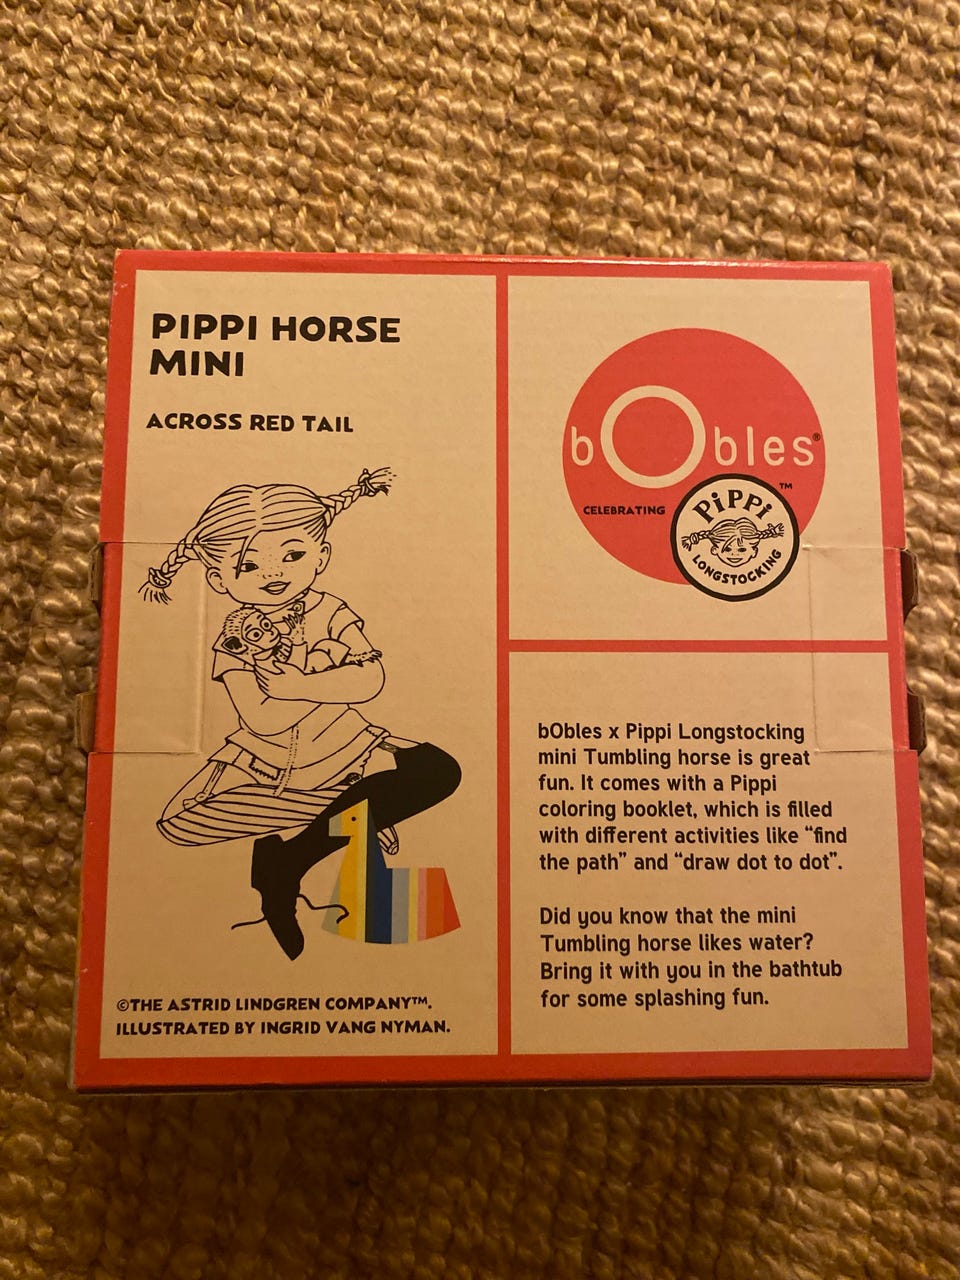 PIPPI HORSE
MINI
ACROSS RED TAIL
©THE ASTRID LINDGREN COMPANY™.
ILLUSTRATED BY INGRID VANG NYMAN.
bObles®
CELEBRATING
PiPPi™
LONGSTOCKING
bObles x Pippi Longstocking
mini Tumbling horse is great
fun. It comes with a Pippi
coloring booklet, which is filled
with different activities like “find
the path” and “draw dot to dot”.
Did you know that the mini
Tumbling horse likes water?
Bring it with you in the bathtub
for some splashing fun.